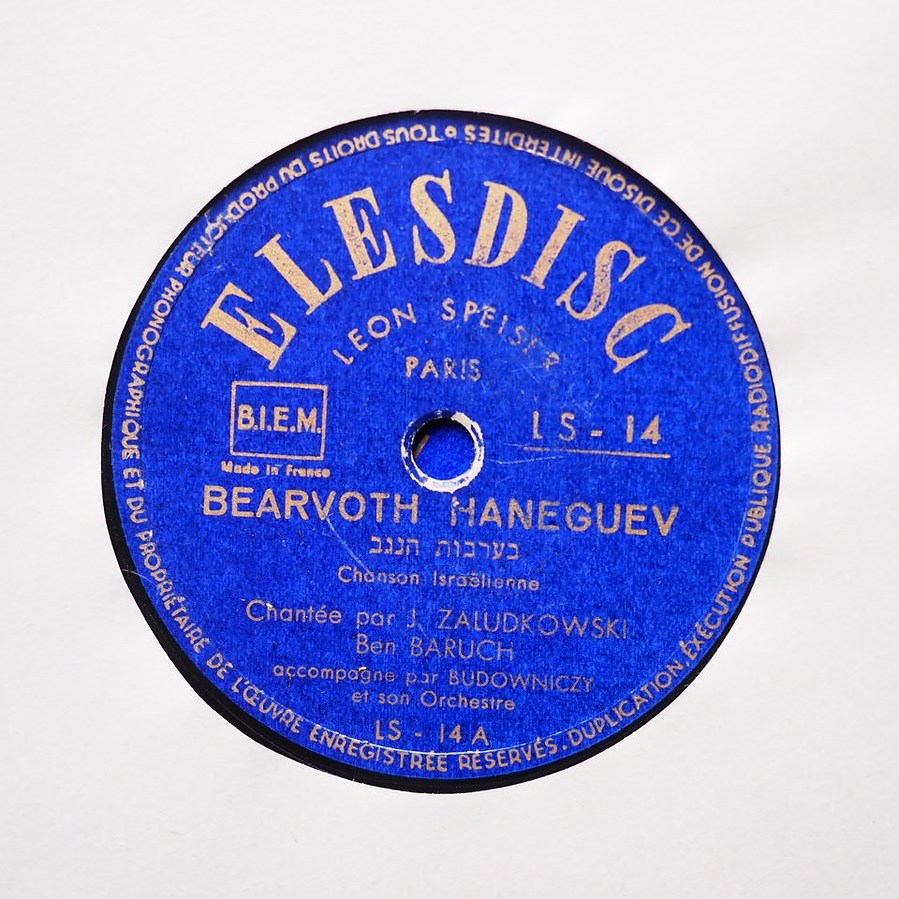 ELESDISC
LEON SPEISER
PARIS
B.I.E.M.
Made in France
LS - 14
BEARVOTH HANEGUEV
בערבות הנגב
Chanson Israëlienne
Chantée par J. ZALUDKOWSKI
Ben BARUCH
accompagne par BUDOWNICZY
et son Orchestre
LS - 14 A
TOUS DROITS DU PRODUCTEUR PHONOGRAPHIQUE ET DU PROPRIÉTAIRE DE L'ŒUVRE ENREGISTRÉE RÉSERVÉS. DUPLICATION, EXÉCUTION PUBLIQUE, RADIODIFFUSION DE CE DISQUE INTERDITES